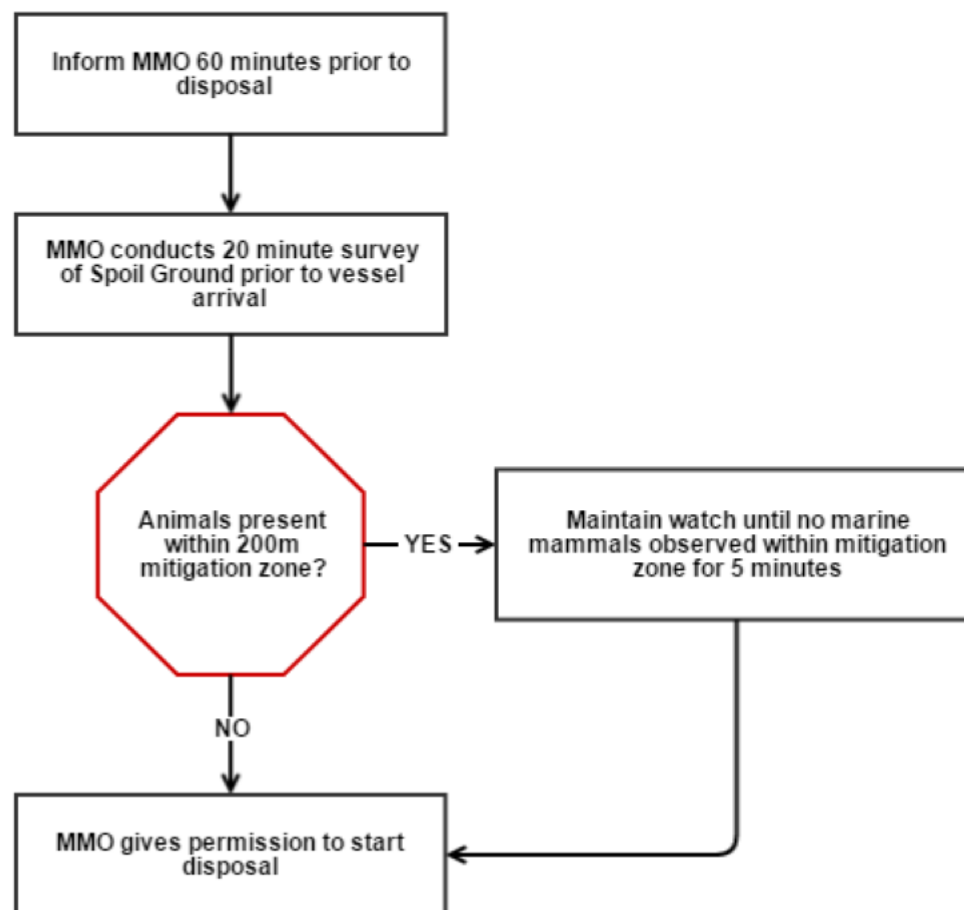 Inform MMO 60 minutes prior to
disposal
MMO conducts 20 minute survey
of Spoil Ground prior to vessel
arrival
Animals present
within 200m
mitigation zone?
YES
Maintain watch until no marine
mammals observed within mitigation
zone for 5 minutes
NO
MMO gives permission to start
disposal